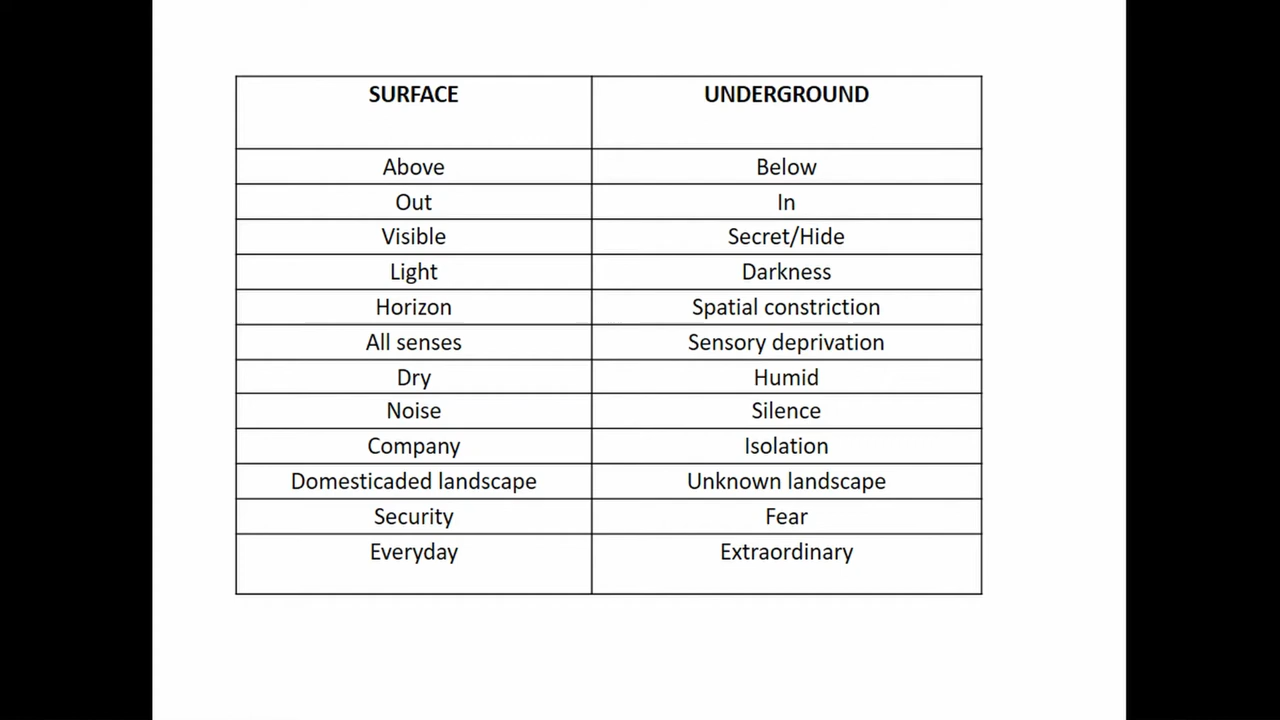 SURFACE UNDERGROUND
Above Below
Out In
Visible Secret/Hide
Light Darkness
Horizon Spatial constriction
All senses Sensory deprivation
Dry Humid
Noise Silence
Company Isolation
Domesticaded landscape Unknown landscape
Security Fear
Everyday Extraordinary